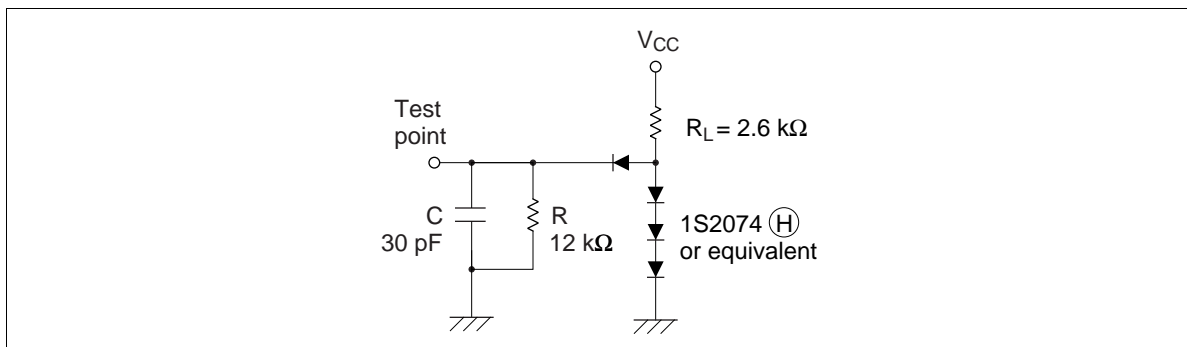 VCC
Test
point
RL = 2.6 kΩ
C
30 pF
R
12 kΩ
1S2074 Ⓗ
or equivalent